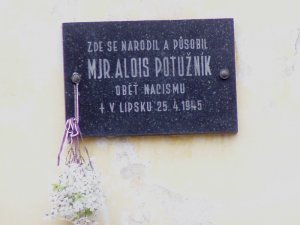 ZDE SE NARODIL A PŮSOBIL
MJR. ALOIS POTUŽNÍK
OBĚŤ NACISMU
+ V LIPSKU 25.4.1945